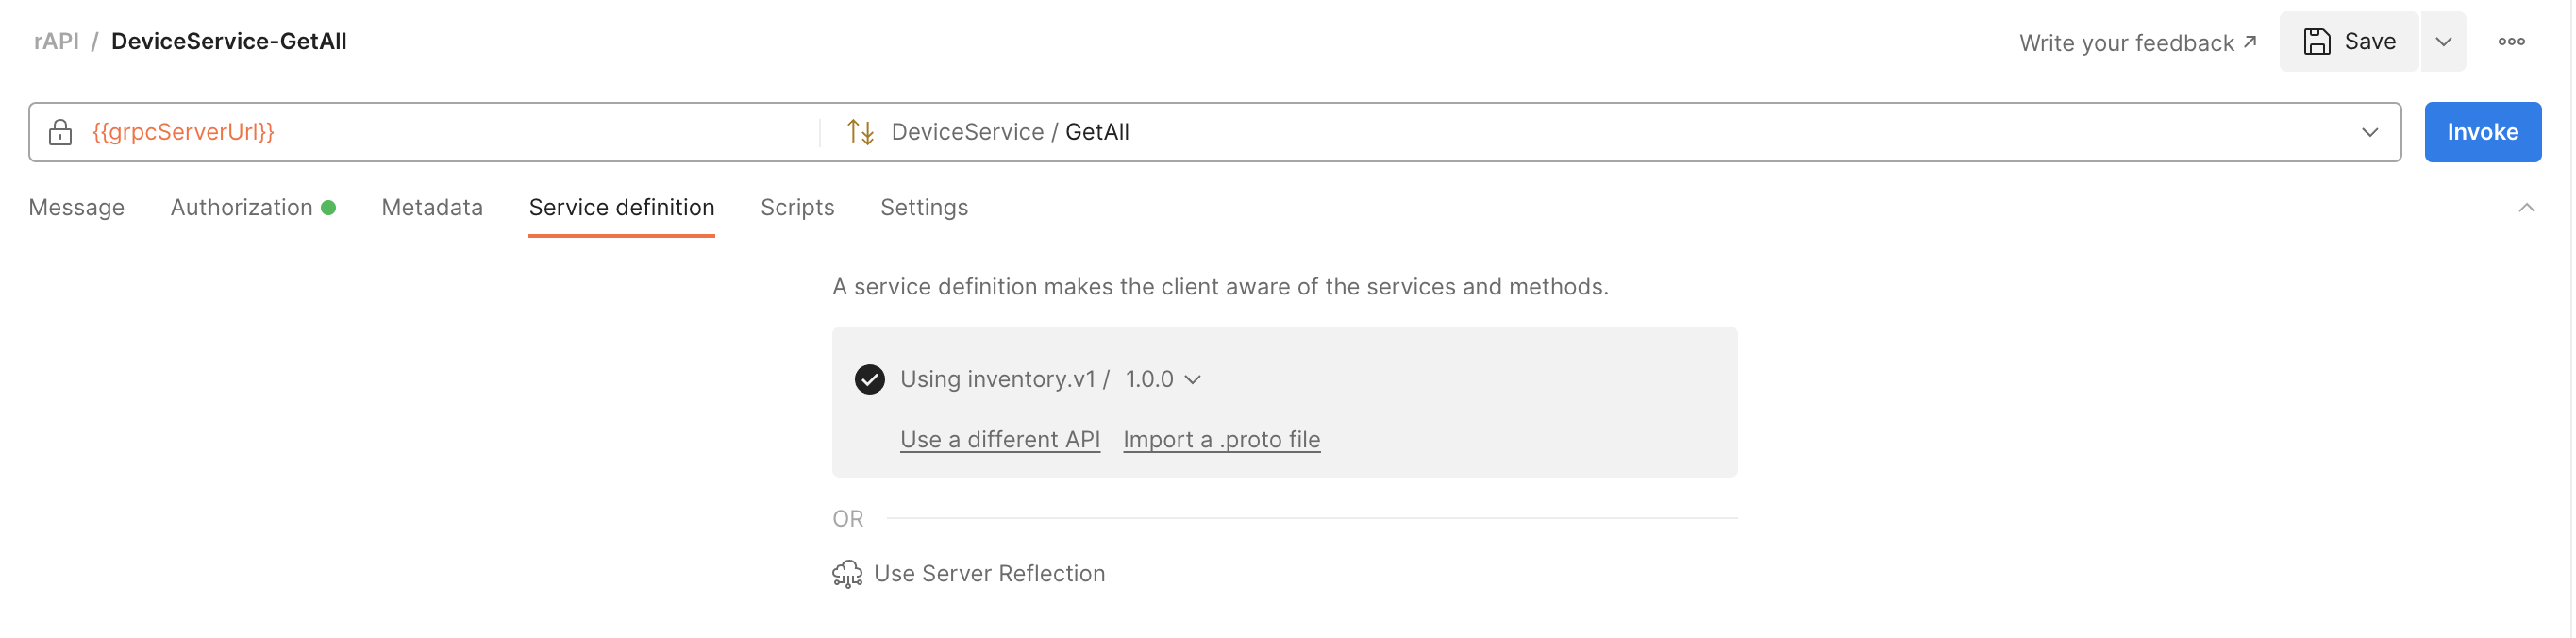 rAPI / DeviceService-GetAll
Write your feedback ↗ Save
{{grpcServerUrl}} DeviceService / GetAll Invoke
Message Authorization Metadata Service definition Scripts Settings
A service definition makes the client aware of the services and methods.
Using inventory.v1 / 1.0.0
Use a different API Import a .proto file
OR
Use Server Reflection